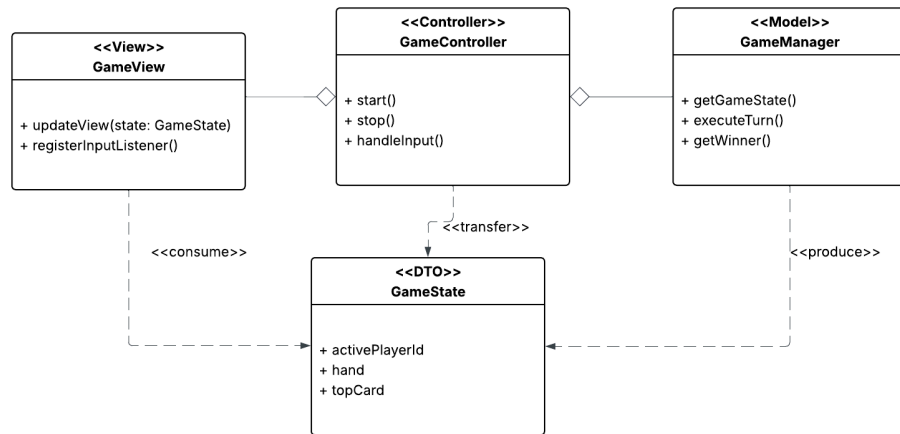 <<View>>
GameView
+ updateView(state: GameState)
+ registerInputListener()
<<Controller>>
GameController
+ start()
+ stop()
+ handleInput()
<<Model>>
GameManager
+ getGameState()
+ executeTurn()
+ getWinner()
<<consume>>
<<transfer>>
<<produce>>
<<DTO>>
GameState
+ activePlayerId
+ hand
+ topCard